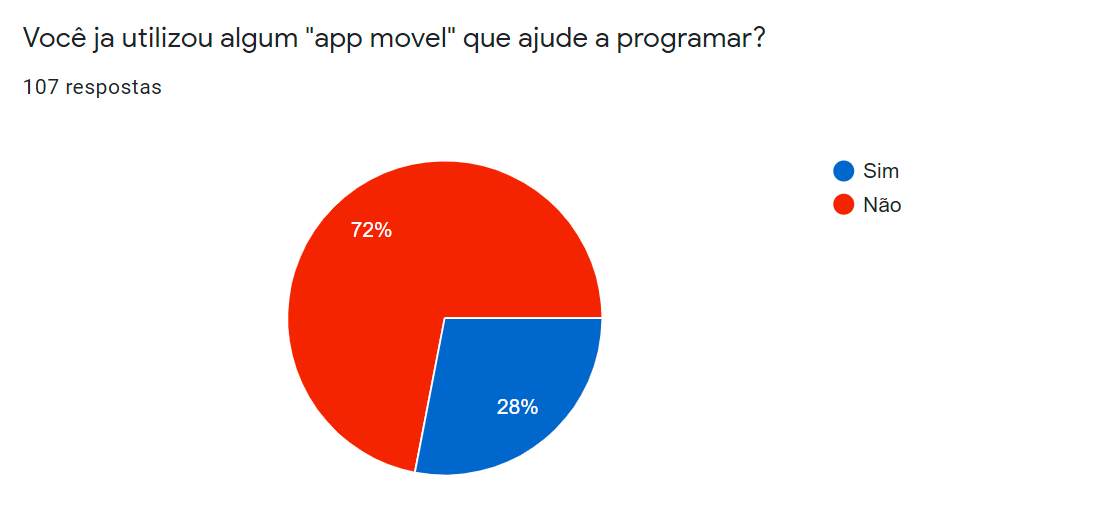 Você ja utilizou algum "app movel" que ajude a programar?
107 respostas
Sim
Não
72%
28%